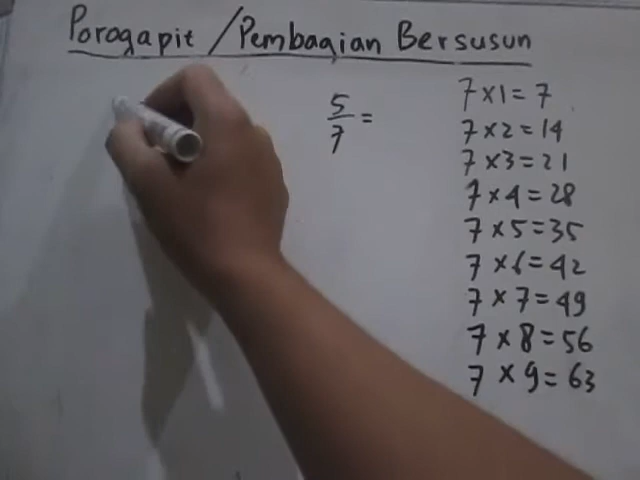 Porogapit / Pembagian Bersusun
5/7 =
7 x 1 = 7
7 x 2 = 14
7 x 3 = 21
7 x 4 = 28
7 x 5 = 35
7 x 6 = 42
7 x 7 = 49
7 x 8 = 56
7 x 9 = 63